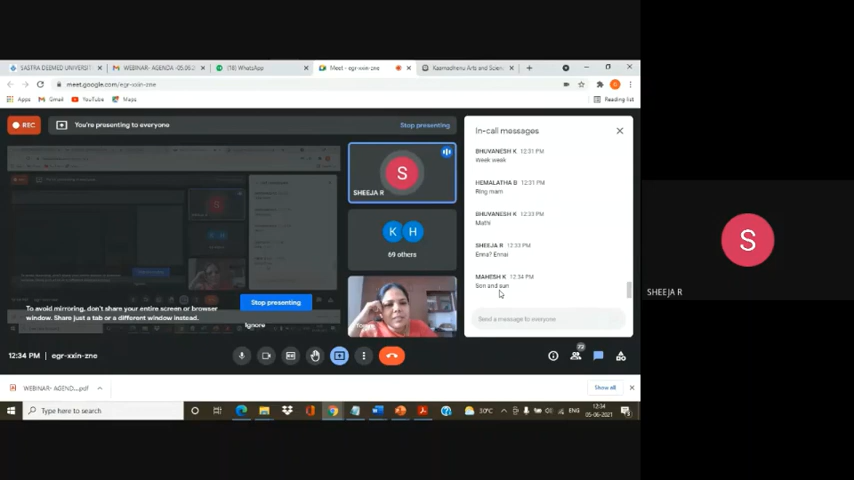 SASTRA DEEMED UNIVERSIT
WEBINAR- AGENDA -05.06.2
(18) WhatsApp
Meet - egr-xxin-zne
Kaamadhenu Arts and Scien
meet.google.com/egr-xxin-zne
Apps
Gmail
YouTube
Maps
Reading list
REC
You're presenting to everyone
Stop presenting
In-call messages
BHUVANESH K 12:31 PM
Week weak
HEMALATHA B 12:31 PM
Ring mam
BHUVANESH K 12:33 PM
Mathi
SHEEJA R 12:33 PM
Enna? Ennai
MAHESH K 12:34 PM
Son and sun
Send a message to everyone
S
SHEEJA R
K
H
69 others
To avoid mirroring, don't share your entire screen or browser
window. Share just a tab or a different window instead.
Stop presenting
Ignore
You
12:34 PM
egr-xxin-zne
73
WEBINAR- AGEND....pdf
Show all
Type here to search
30°C
ENG
12:34
05-06-2021
S
SHEEJA R